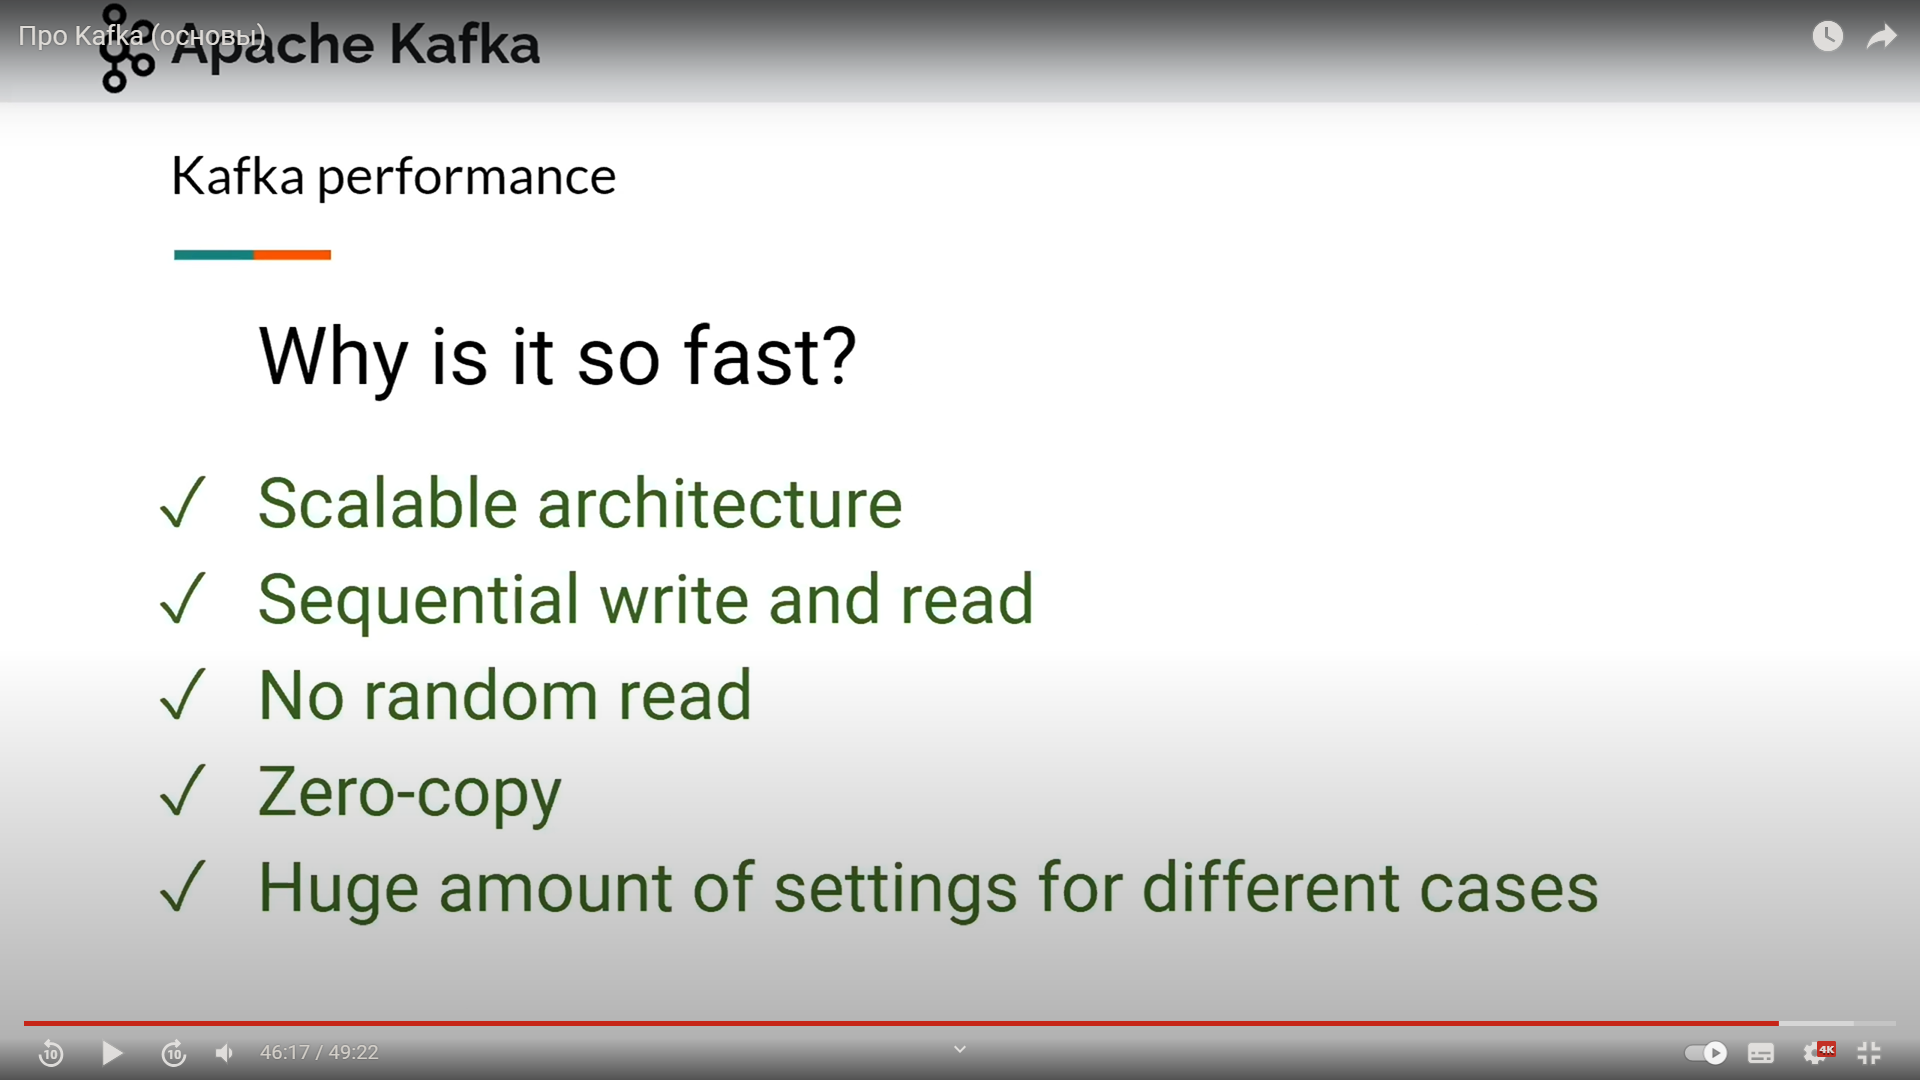 Про Kafka (основы)
Apache Kafka
Kafka performance
Why is it so fast?
✓ Scalable architecture
✓ Sequential write and read
✓ No random read
✓ Zero-copy
✓ Huge amount of settings for different cases
10
10
46:17 / 49:22
4K